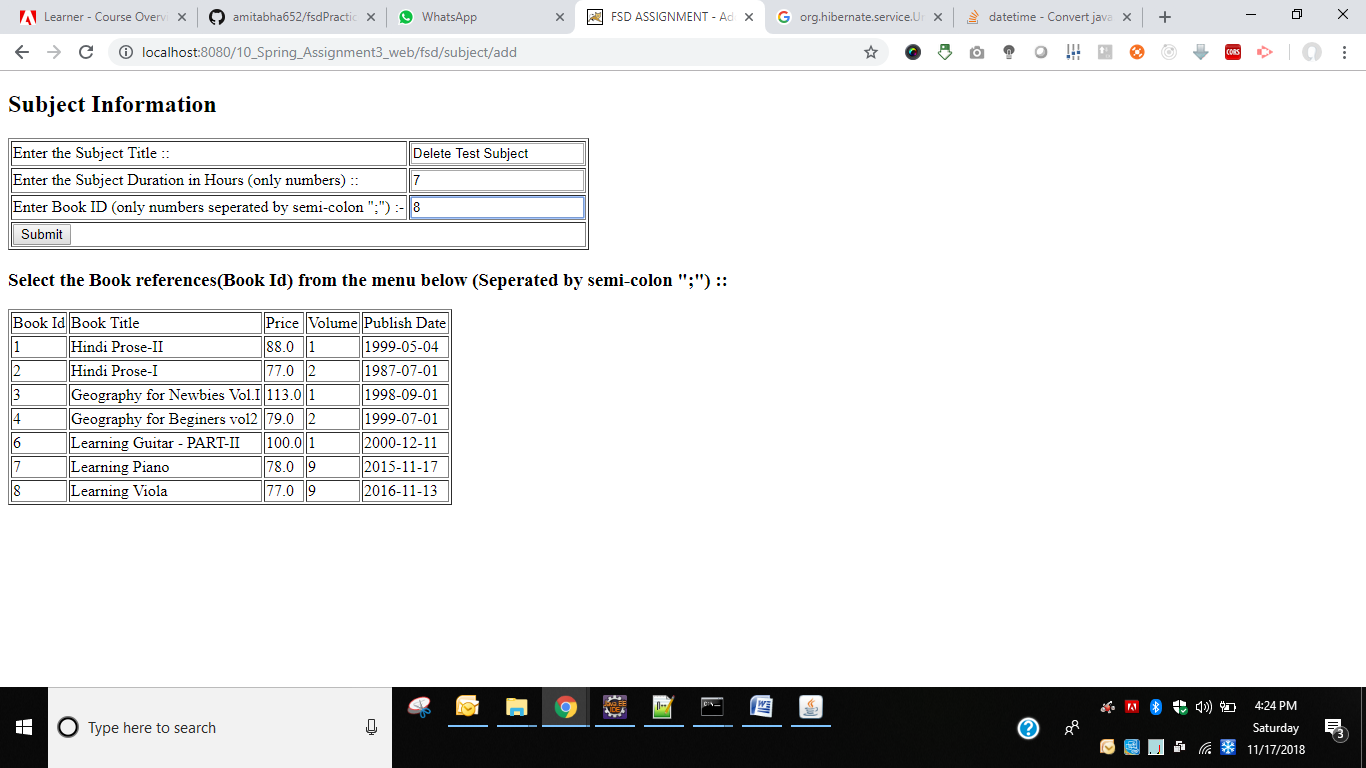 Learner - Course Overv
amitabha652/fsdPractic
WhatsApp
FSD ASSIGNMENT - Ad
org.hibernate.service.U
datetime - Convert java
localhost:8080/10_Spring_Assignment3_web/fsd/subject/add
CORS
Subject Information
Enter the Subject Title :: Delete Test Subject
Enter the Subject Duration in Hours (only numbers) :: 7
Enter Book ID (only numbers seperated by semi-colon ";") :- 8
Submit
Select the Book references(Book Id) from the menu below (Seperated by semi-colon ";") ::
Book Id Book Title Price Volume Publish Date
1 Hindi Prose-II 88.0 1 1999-05-04
2 Hindi Prose-I 77.0 2 1987-07-01
3 Geography for Newbies Vol.I 113.0 1 1998-09-01
4 Geography for Beginers vol2 79.0 2 1999-07-01
6 Learning Guitar - PART-II 100.0 1 2000-12-11
7 Learning Piano 78.0 9 2015-11-17
8 Learning Viola 77.0 9 2016-11-13
Type here to search
4:24 PM
Saturday
11/17/2018
3